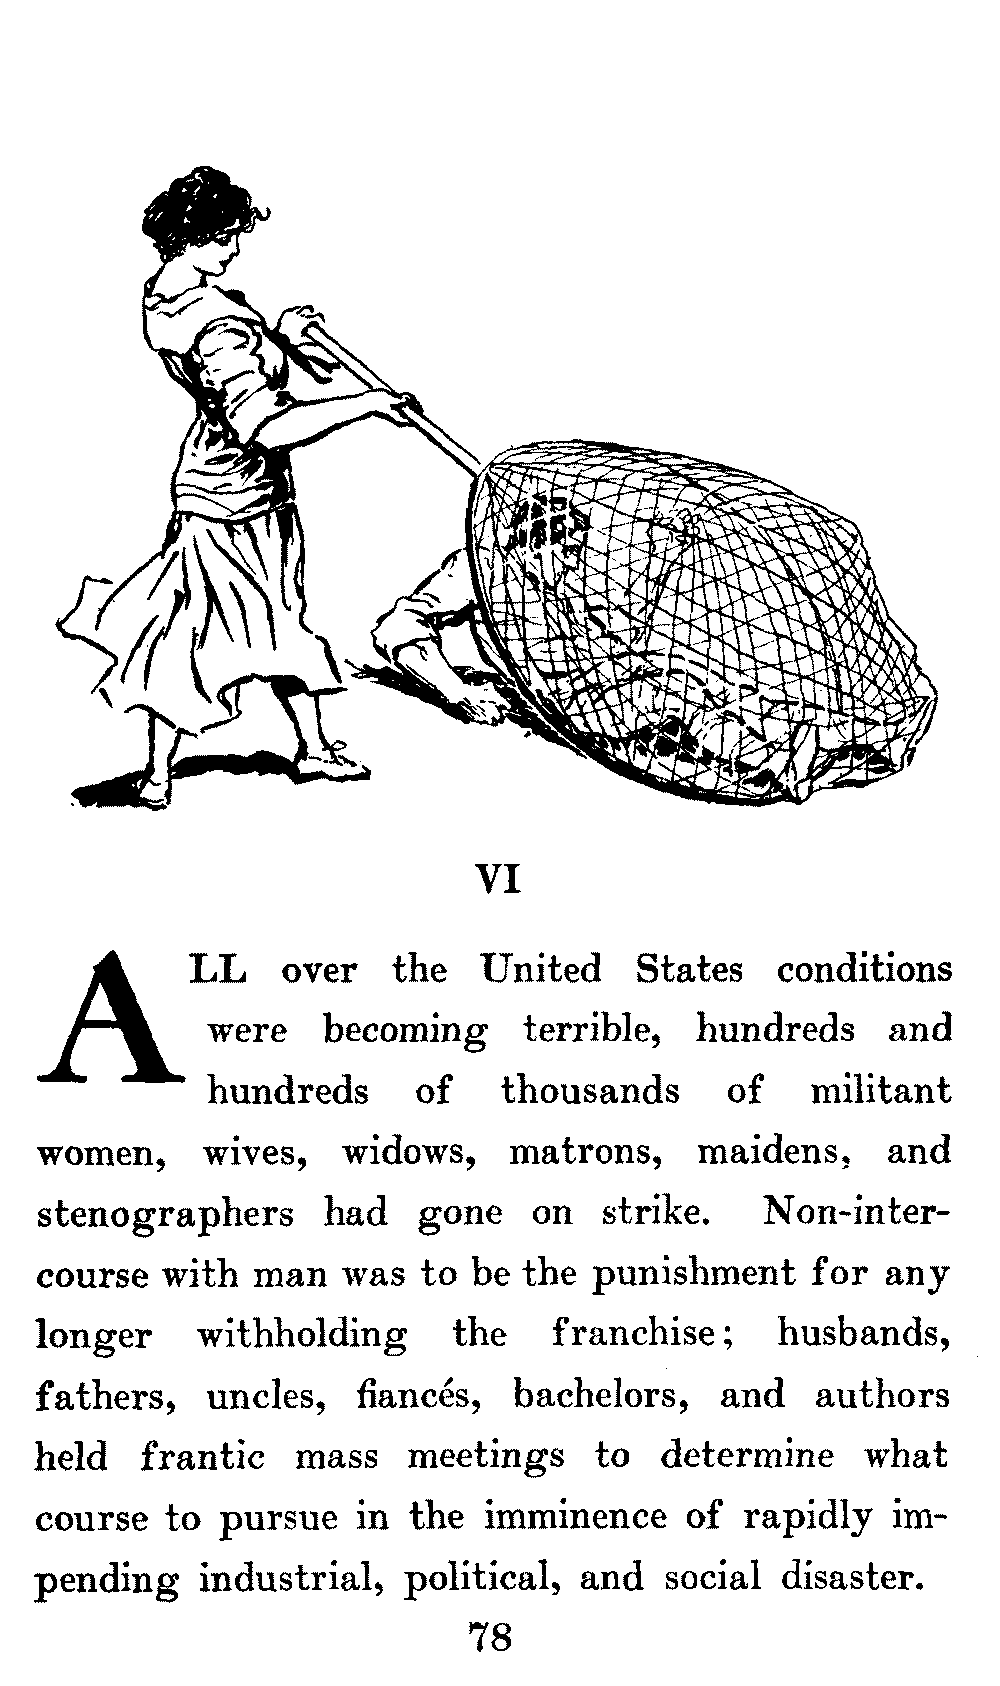 VI
ALL over the United States conditions
were becoming terrible, hundreds and
hundreds of thousands of militant
women, wives, widows, matrons, maidens, and
stenographers had gone on strike. Non-inter-
course with man was to be the punishment for any
longer withholding the franchise; husbands,
fathers, uncles, fiancés, bachelors, and authors
held frantic mass meetings to determine what
course to pursue in the imminence of rapidly im-
pending industrial, political, and social disaster.
78